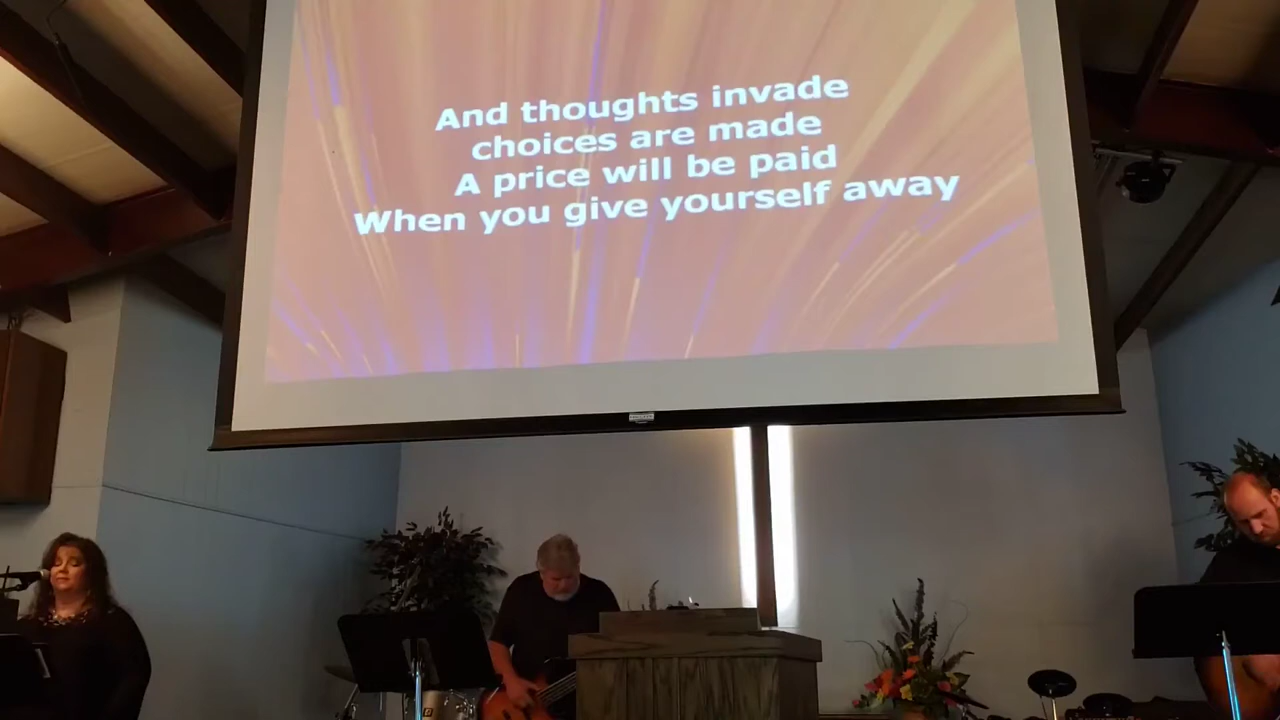 And thoughts invade
choices are made
A price will be paid
When you give yourself away